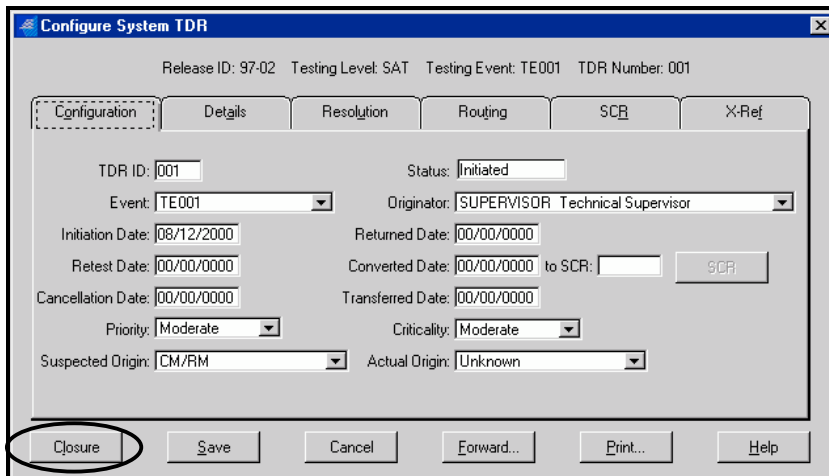 Configure System TDR
Release ID: 97-02 Testing Level: SAT Testing Event: TE001 TDR Number: 001
Configuration Details Resolution Routing SCR X-Ref
TDR ID: 001 Status: Initiated
Event: TE001 Originator: SUPERVISOR Technical Supervisor
Initiation Date: 08/12/2000 Returned Date: 00/00/0000
Retest Date: 00/00/0000 Converted Date: 00/00/0000 to SCR: SCR
Cancellation Date: 00/00/0000 Transferred Date: 00/00/0000
Priority: Moderate Criticality: Moderate
Suspected Origin: CM/RM Actual Origin: Unknown
Closure Save Cancel Forward... Print... Help